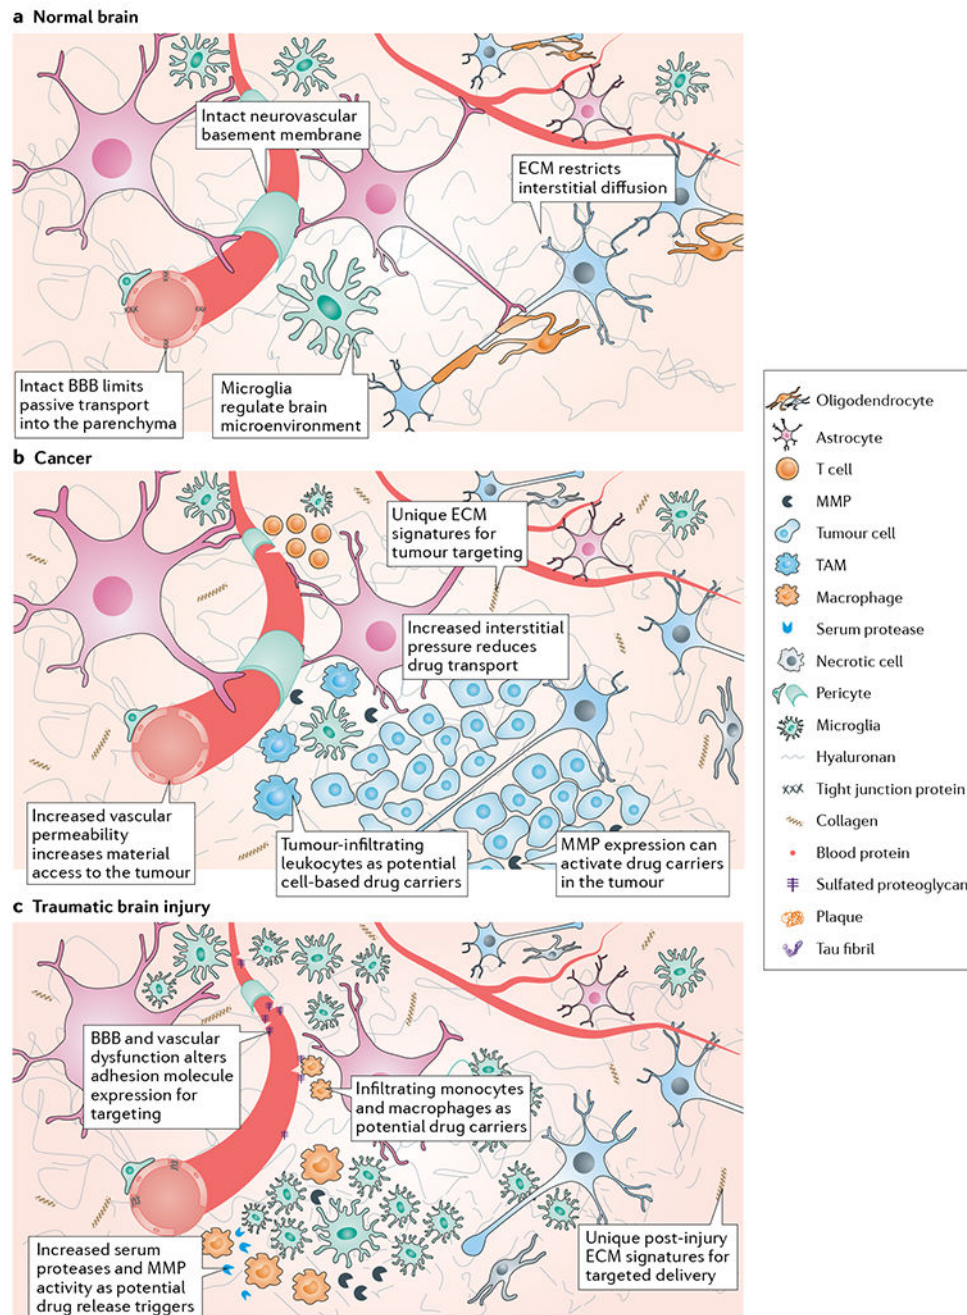 a Normal brain
Intact neurovascular
basement membrane
ECM restricts
interstitial diffusion
Intact BBB limits
passive transport
into the parenchyma
Microglia
regulate brain
microenvironment
b Cancer
Unique ECM
signatures for
tumour targeting
Increased interstitial
pressure reduces
drug transport
Increased vascular
permeability
increases material
access to the tumour
Tumour-infiltrating
leukocytes as potential
cell-based drug carriers
MMP expression can
activate drug carriers
in the tumour
c Traumatic brain injury
BBB and vascular
dysfunction alters
adhesion molecule
expression for
targeting
Infiltrating monocytes
and macrophages as
potential drug carriers
Increased serum
proteases and MMP
activity as potential
drug release triggers
Unique post-injury
ECM signatures for
targeted delivery
Oligodendrocyte
Astrocyte
T cell
MMP
Tumour cell
TAM
Macrophage
Serum protease
Necrotic cell
Pericyte
Microglia
Hyaluronan
Tight junction protein
Collagen
Blood protein
Sulfated proteoglycan
Plaque
Tau fibril